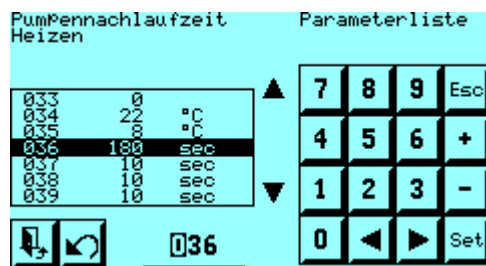 Pumpennachlaufzeit
Heizen
Parameterliste
033 0
034 22 °C
035 8 °C
036 180 sec
037 10 sec
038 10 sec
039 10 sec
036
7 8 9 Esc
4 5 6 +
1 2 3 -
0 Set